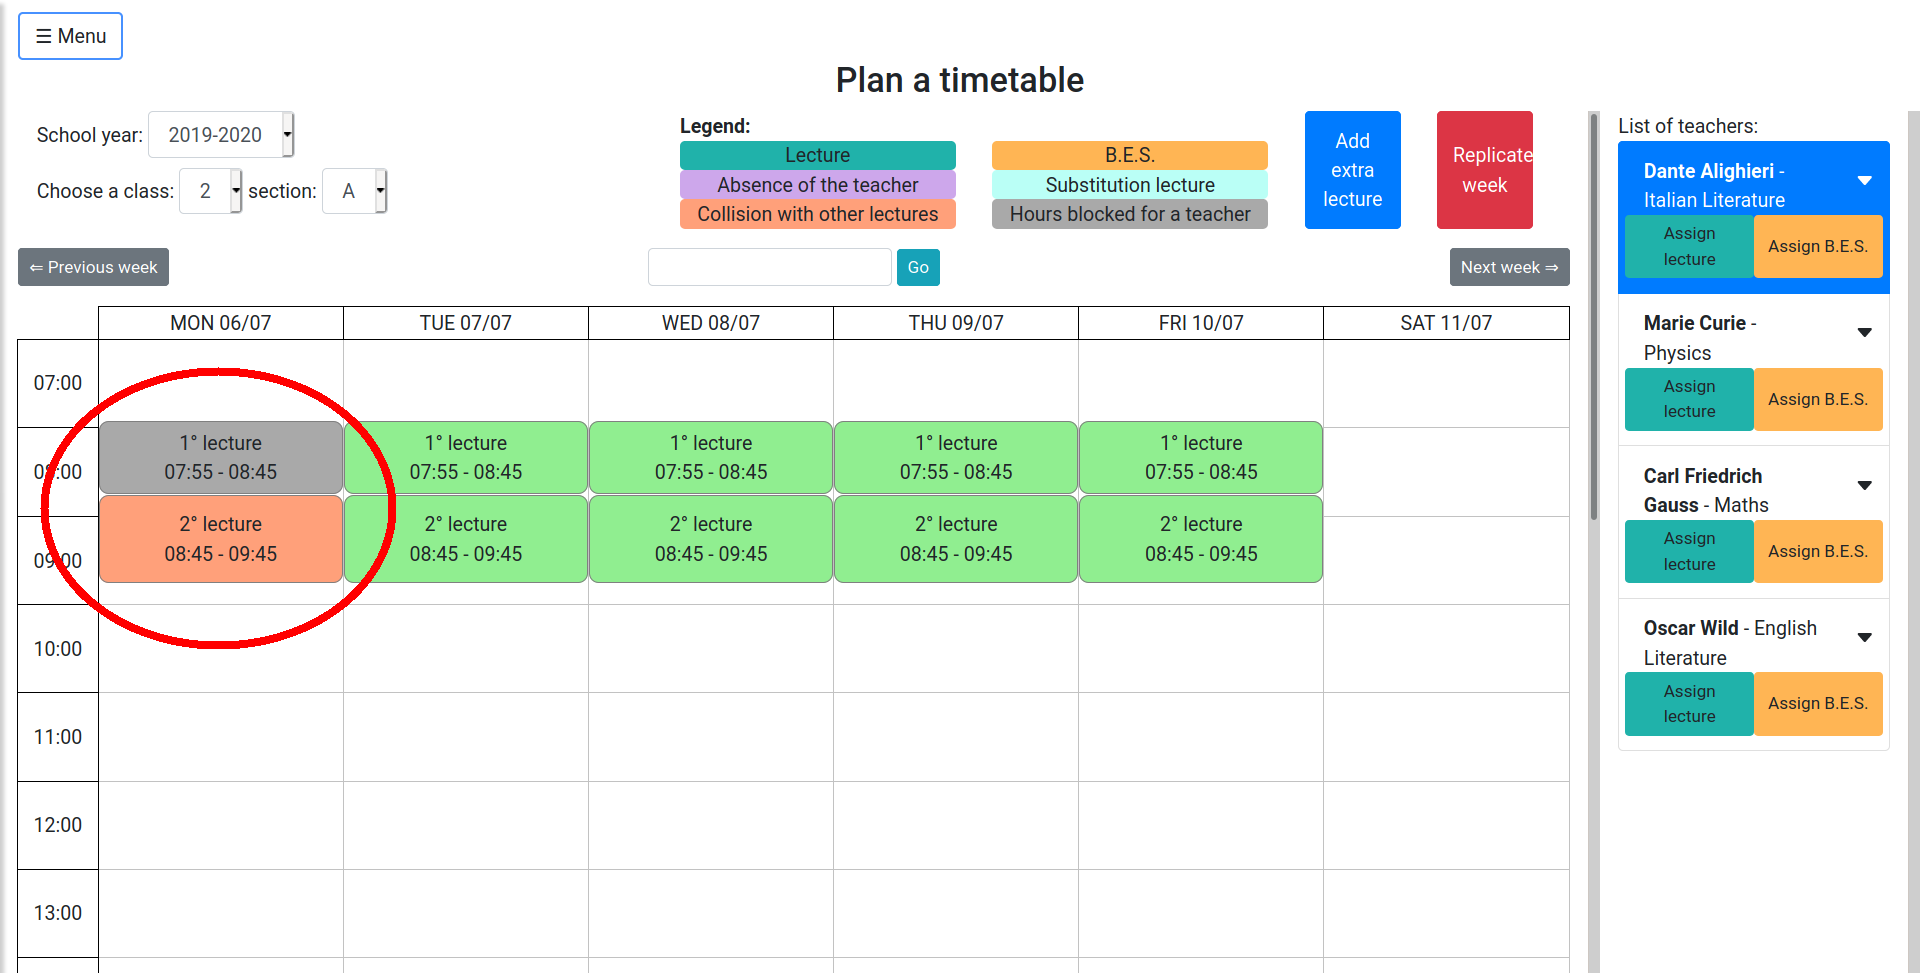 ☰ Menu
Plan a timetable
School year: 2019-2020
Choose a class: 2 section: A
Legend:
Lecture
B.E.S.
Absence of the teacher
Substitution lecture
Collision with other lectures
Hours blocked for a teacher
Add
extra
lecture
Replicate
week
⇐ Previous week
Go
Next week ⇒
MON 06/07 TUE 07/07 WED 08/07 THU 09/07 FRI 10/07 SAT 11/07
07:00
1° lecture 1° lecture 1° lecture 1° lecture 1° lecture
08:00 07:55 - 08:45 07:55 - 08:45 07:55 - 08:45 07:55 - 08:45 07:55 - 08:45
2° lecture 2° lecture 2° lecture 2° lecture 2° lecture
09:00 08:45 - 09:45 08:45 - 09:45 08:45 - 09:45 08:45 - 09:45 08:45 - 09:45
10:00
11:00
12:00
13:00
List of teachers:
Dante Alighieri -
Italian Literature
Assign
lecture
Assign B.E.S.
Marie Curie -
Physics
Assign
lecture
Assign B.E.S.
Carl Friedrich
Gauss - Maths
Assign
lecture
Assign B.E.S.
Oscar Wild - English
Literature
Assign
lecture
Assign B.E.S.